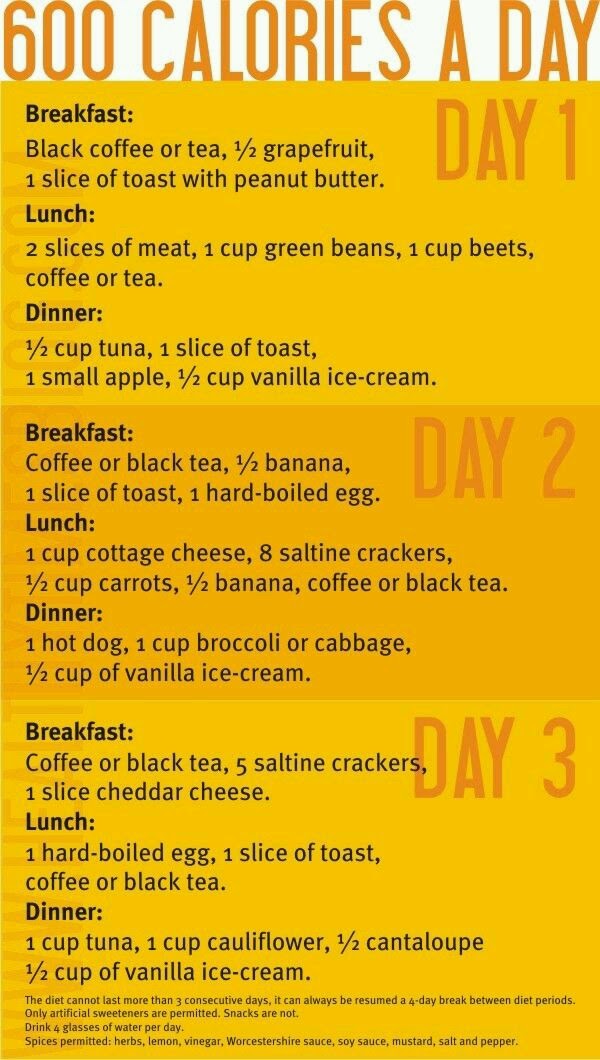 600 CALORIES A DAY
DAY 1
Breakfast:
Black coffee or tea, ½ grapefruit,
1 slice of toast with peanut butter.
Lunch:
2 slices of meat, 1 cup green beans, 1 cup beets,
coffee or tea.
Dinner:
½ cup tuna, 1 slice of toast,
1 small apple, ½ cup vanilla ice-cream.
DAY 2
Breakfast:
Coffee or black tea, ½ banana,
1 slice of toast, 1 hard-boiled egg.
Lunch:
1 cup cottage cheese, 8 saltine crackers,
½ cup carrots, ½ banana, coffee or black tea.
Dinner:
1 hot dog, 1 cup broccoli or cabbage,
½ cup of vanilla ice-cream.
DAY 3
Breakfast:
Coffee or black tea, 5 saltine crackers,
1 slice cheddar cheese.
Lunch:
1 hard-boiled egg, 1 slice of toast,
coffee or black tea.
Dinner:
1 cup tuna, 1 cup cauliflower, ½ cantaloupe
½ cup of vanilla ice-cream.
The diet cannot last more than 3 consecutive days, it can always be resumed a 4-day break between diet periods.
Only artificial sweeteners are permitted. Snacks are not.
Drink 4 glasses of water per day.
Spices permitted: herbs, lemon, vinegar, Worcestershire sauce, soy sauce, mustard, salt and pepper.